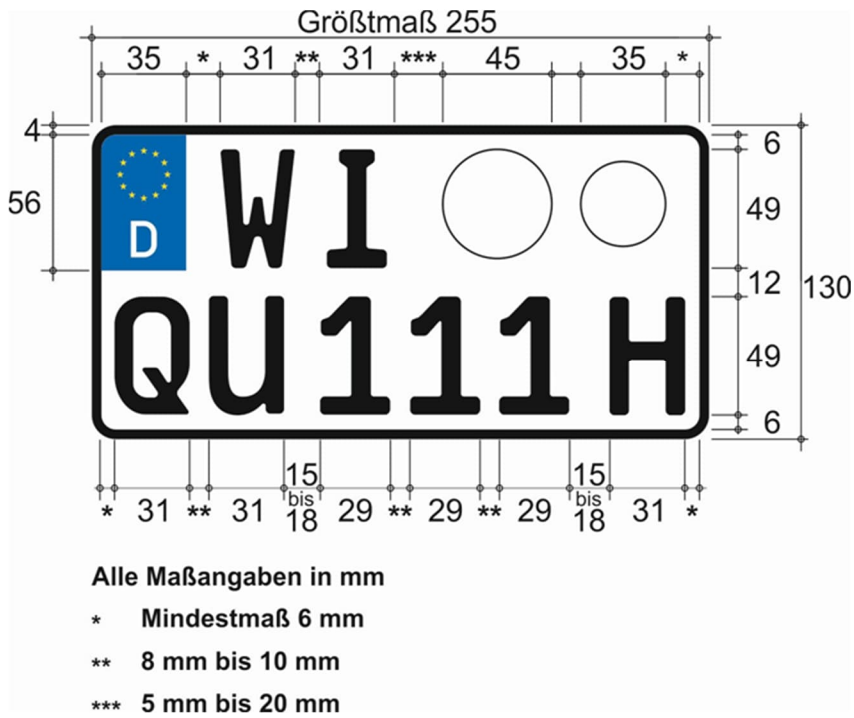 Größtmaß 255
35 * 31 ** 31 *** 45 35 *
4
6
56
D
WI
49
12
130
QU111H
49
6
* 31 ** 31 15 bis 18 29 ** 29 ** 29 15 bis 18 31 *
Alle Maßangaben in mm
* Mindestmaß 6 mm
** 8 mm bis 10 mm
*** 5 mm bis 20 mm